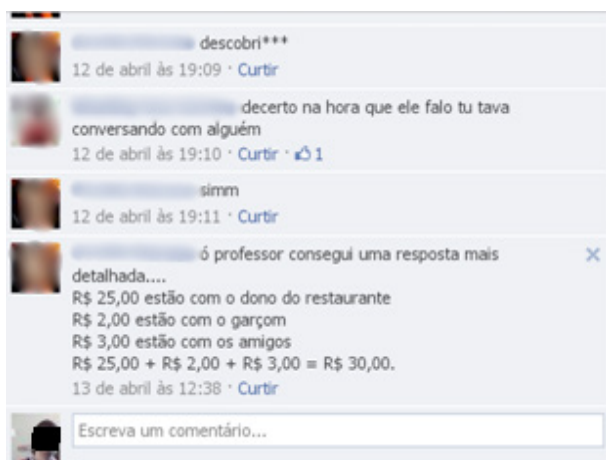 descobri***
12 de abril às 19:09 · Curtir
decerto na hora que ele falo tu tava
conversando com alguém
12 de abril às 19:10 · Curtir · 1
simm
12 de abril às 19:11 · Curtir
ó professor consegui uma resposta mais
detalhada....
R$ 25,00 estão com o dono do restaurante
R$ 2,00 estão com o garçom
R$ 3,00 estão com os amigos
R$ 25,00 + R$ 2,00 + R$ 3,00 = R$ 30,00.
13 de abril às 12:38 · Curtir
Escreva um comentário...